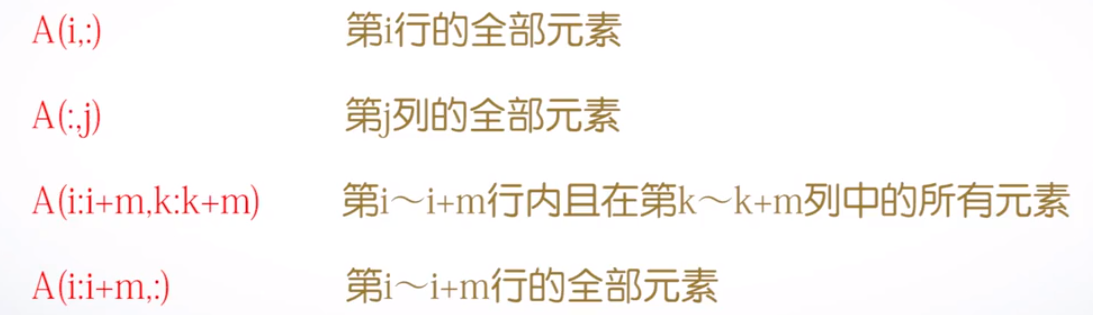 A(i,:) 第i行的全部元素
A(:,j) 第j列的全部元素
A(i:i+m,k:k+m) 第i～i+m行内且在第k～k+m列中的所有元素
A(i:i+m,:) 第i～i+m行的全部元素